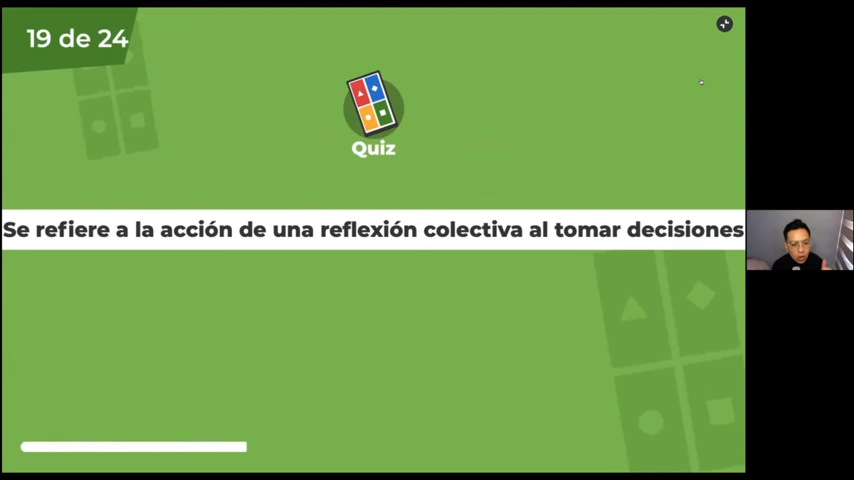 19 de 24
Quiz
Se refiere a la acción de una reflexión colectiva al tomar decisiones